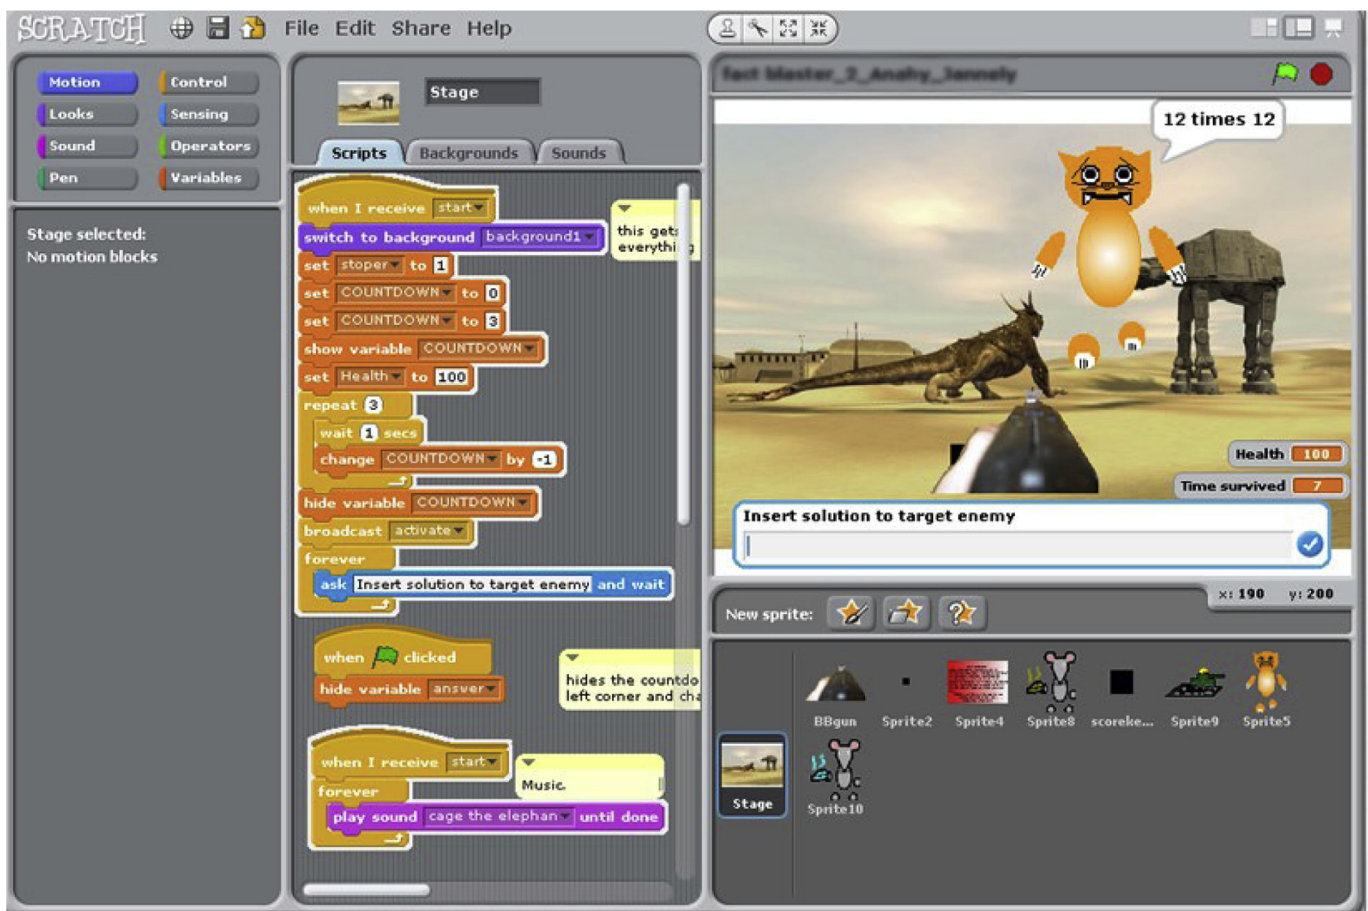 SCRATCH File Edit Share Help
Motion Control
Looks Sensing
Sound Operators
Pen Variables
Stage selected:
No motion blocks
Stage
Scripts Backgrounds Sounds
when I receive start
switch to background background1
set stoper to 1
set COUNTDOWN to 0
set COUNTDOWN to 3
show variable COUNTDOWN
set Health to 100
repeat 3
wait 1 secs
change COUNTDOWN by -1
hide variable COUNTDOWN
broadcast activate
forever
ask Insert solution to target enemy and wait
this gets
everythi
when clicked
hide variable answer
hides the countdo
left corner and cha
when I receive start
forever
play sound cage the elephan until done
Music.
fact blaster_2_Anahy_Jannely
12 times 12
Health 100
Time survived 7
Insert solution to target enemy
x: 190 y: 200
New sprite:
BBgun Sprite2 Sprite4 Sprite8 scoreke... Sprite9 Sprite5
Stage
Sprite10